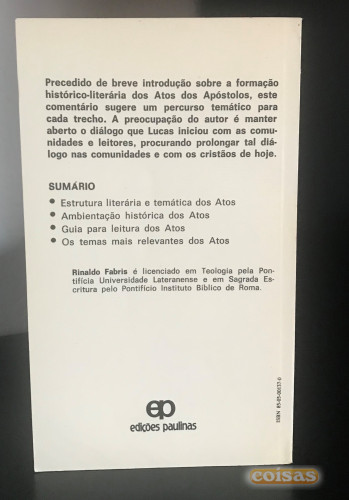 Precedido de breve introdução sobre a formação
histórico-literária dos Atos dos Apóstolos, este
comentário sugere um percurso temático para
cada trecho. A preocupação do autor é manter
aberto o diálogo que Lucas iniciou com as comu-
nidades e leitores, procurando prolongar tal diá-
logo nas comunidades e com os cristãos de hoje.
SUMÁRIO
• Estrutura literária e temática dos Atos
• Ambientação histórica dos Atos
• Guia para leitura dos Atos
• Os temas mais relevantes dos Atos
Rinaldo Fabris é licenciado em Teologia pela Pon-
tifícia Universidade Lateranense e em Sagrada Es-
critura pelo Pontifício Instituto Bíblico de Roma.
ep
edições paulinas
ISBN
coisas